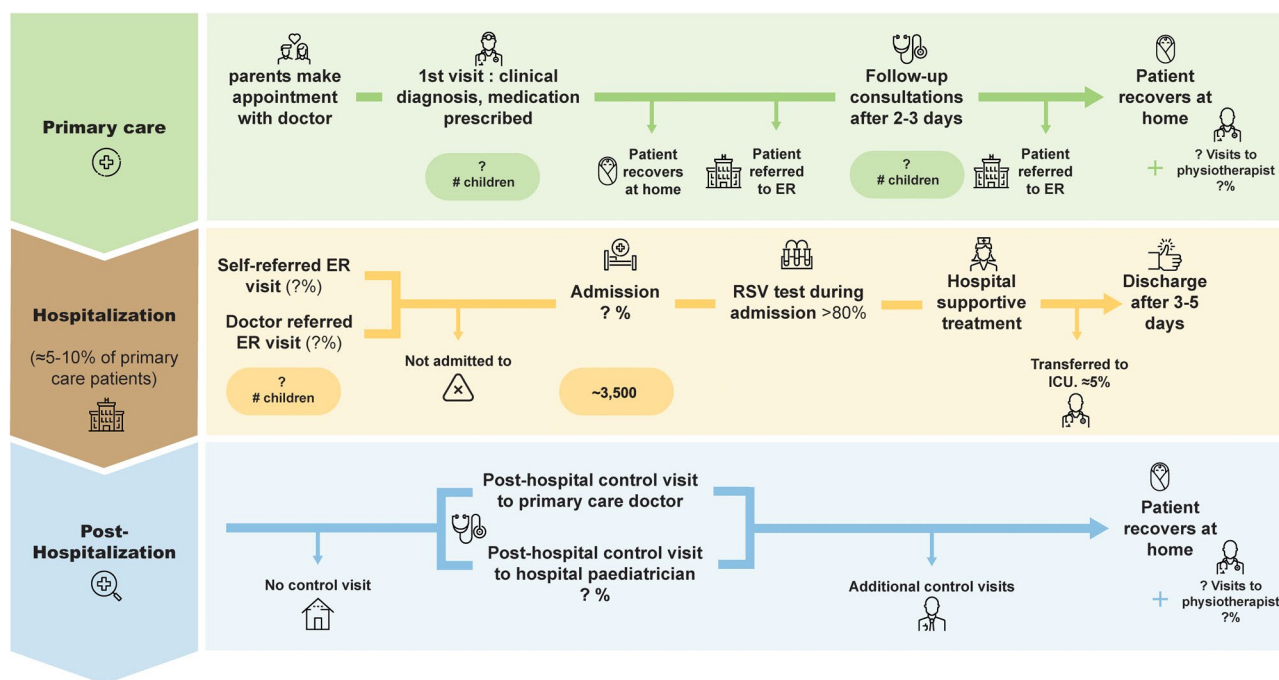 Primary care
parents make
appointment
with doctor
1st visit : clinical
diagnosis, medication
prescribed
?
# children
Patient
recovers
at home
Patient
referred
to ER
Follow-up
consultations
after 2-3 days
?
# children
Patient
referred
to ER
Patient
recovers at
home
+
? Visits to
physiotherapist
?%
Hospitalization
(≈5-10% of primary
care patients)
Self-referred ER
visit (?%)
Doctor referred
ER visit (?%)
?
# children
Not admitted to
Admission
? %
~3,500
RSV test during
admission >80%
Hospital
supportive
treatment
Transferred to
ICU. ≈5%
Discharge
after 3-5
days
Post-
Hospitalization
No control visit
Post-hospital control visit
to primary care doctor
Post-hospital control visit
to hospital paediatrician
? %
Additional control visits
Patient
recovers at
home
+
? Visits to
physiotherapist
?%